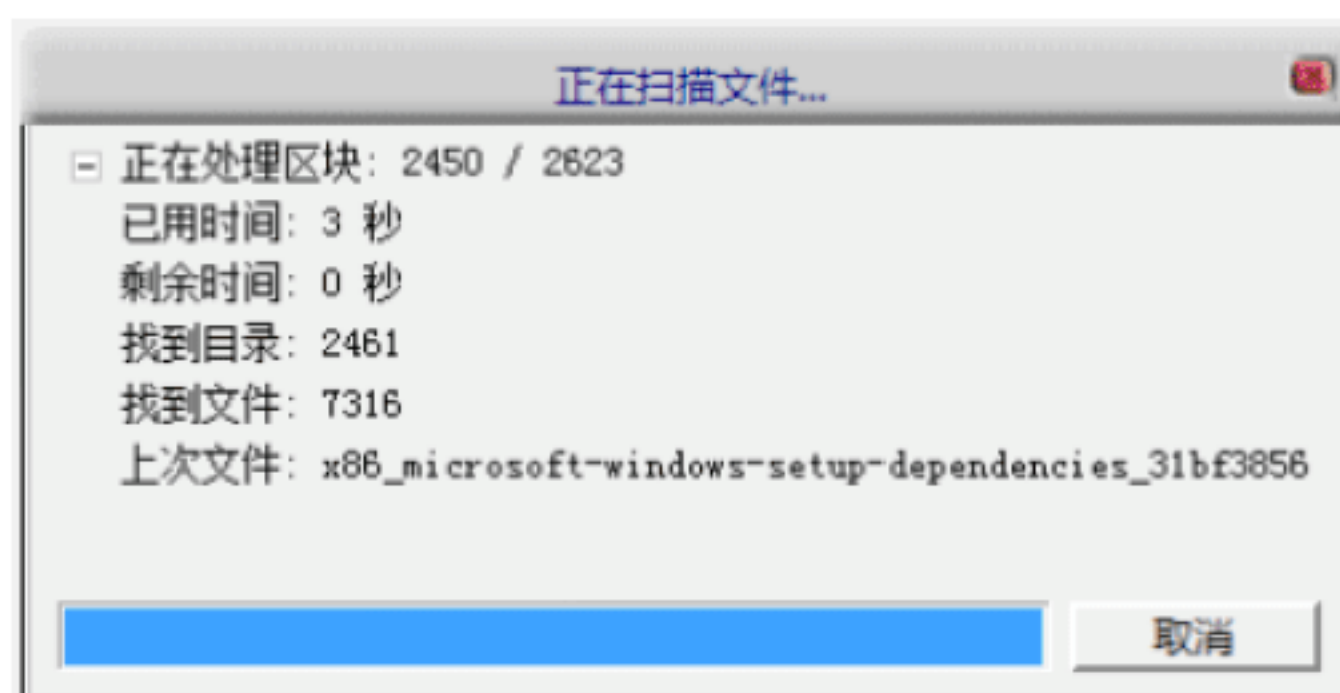 正在扫描文件...
正在处理区块: 2450 / 2623
已用时间: 3 秒
剩余时间: 0 秒
找到目录: 2461
找到文件: 7316
上次文件: x86_microsoft-windows-setup-dependencies_31bf3856
取消